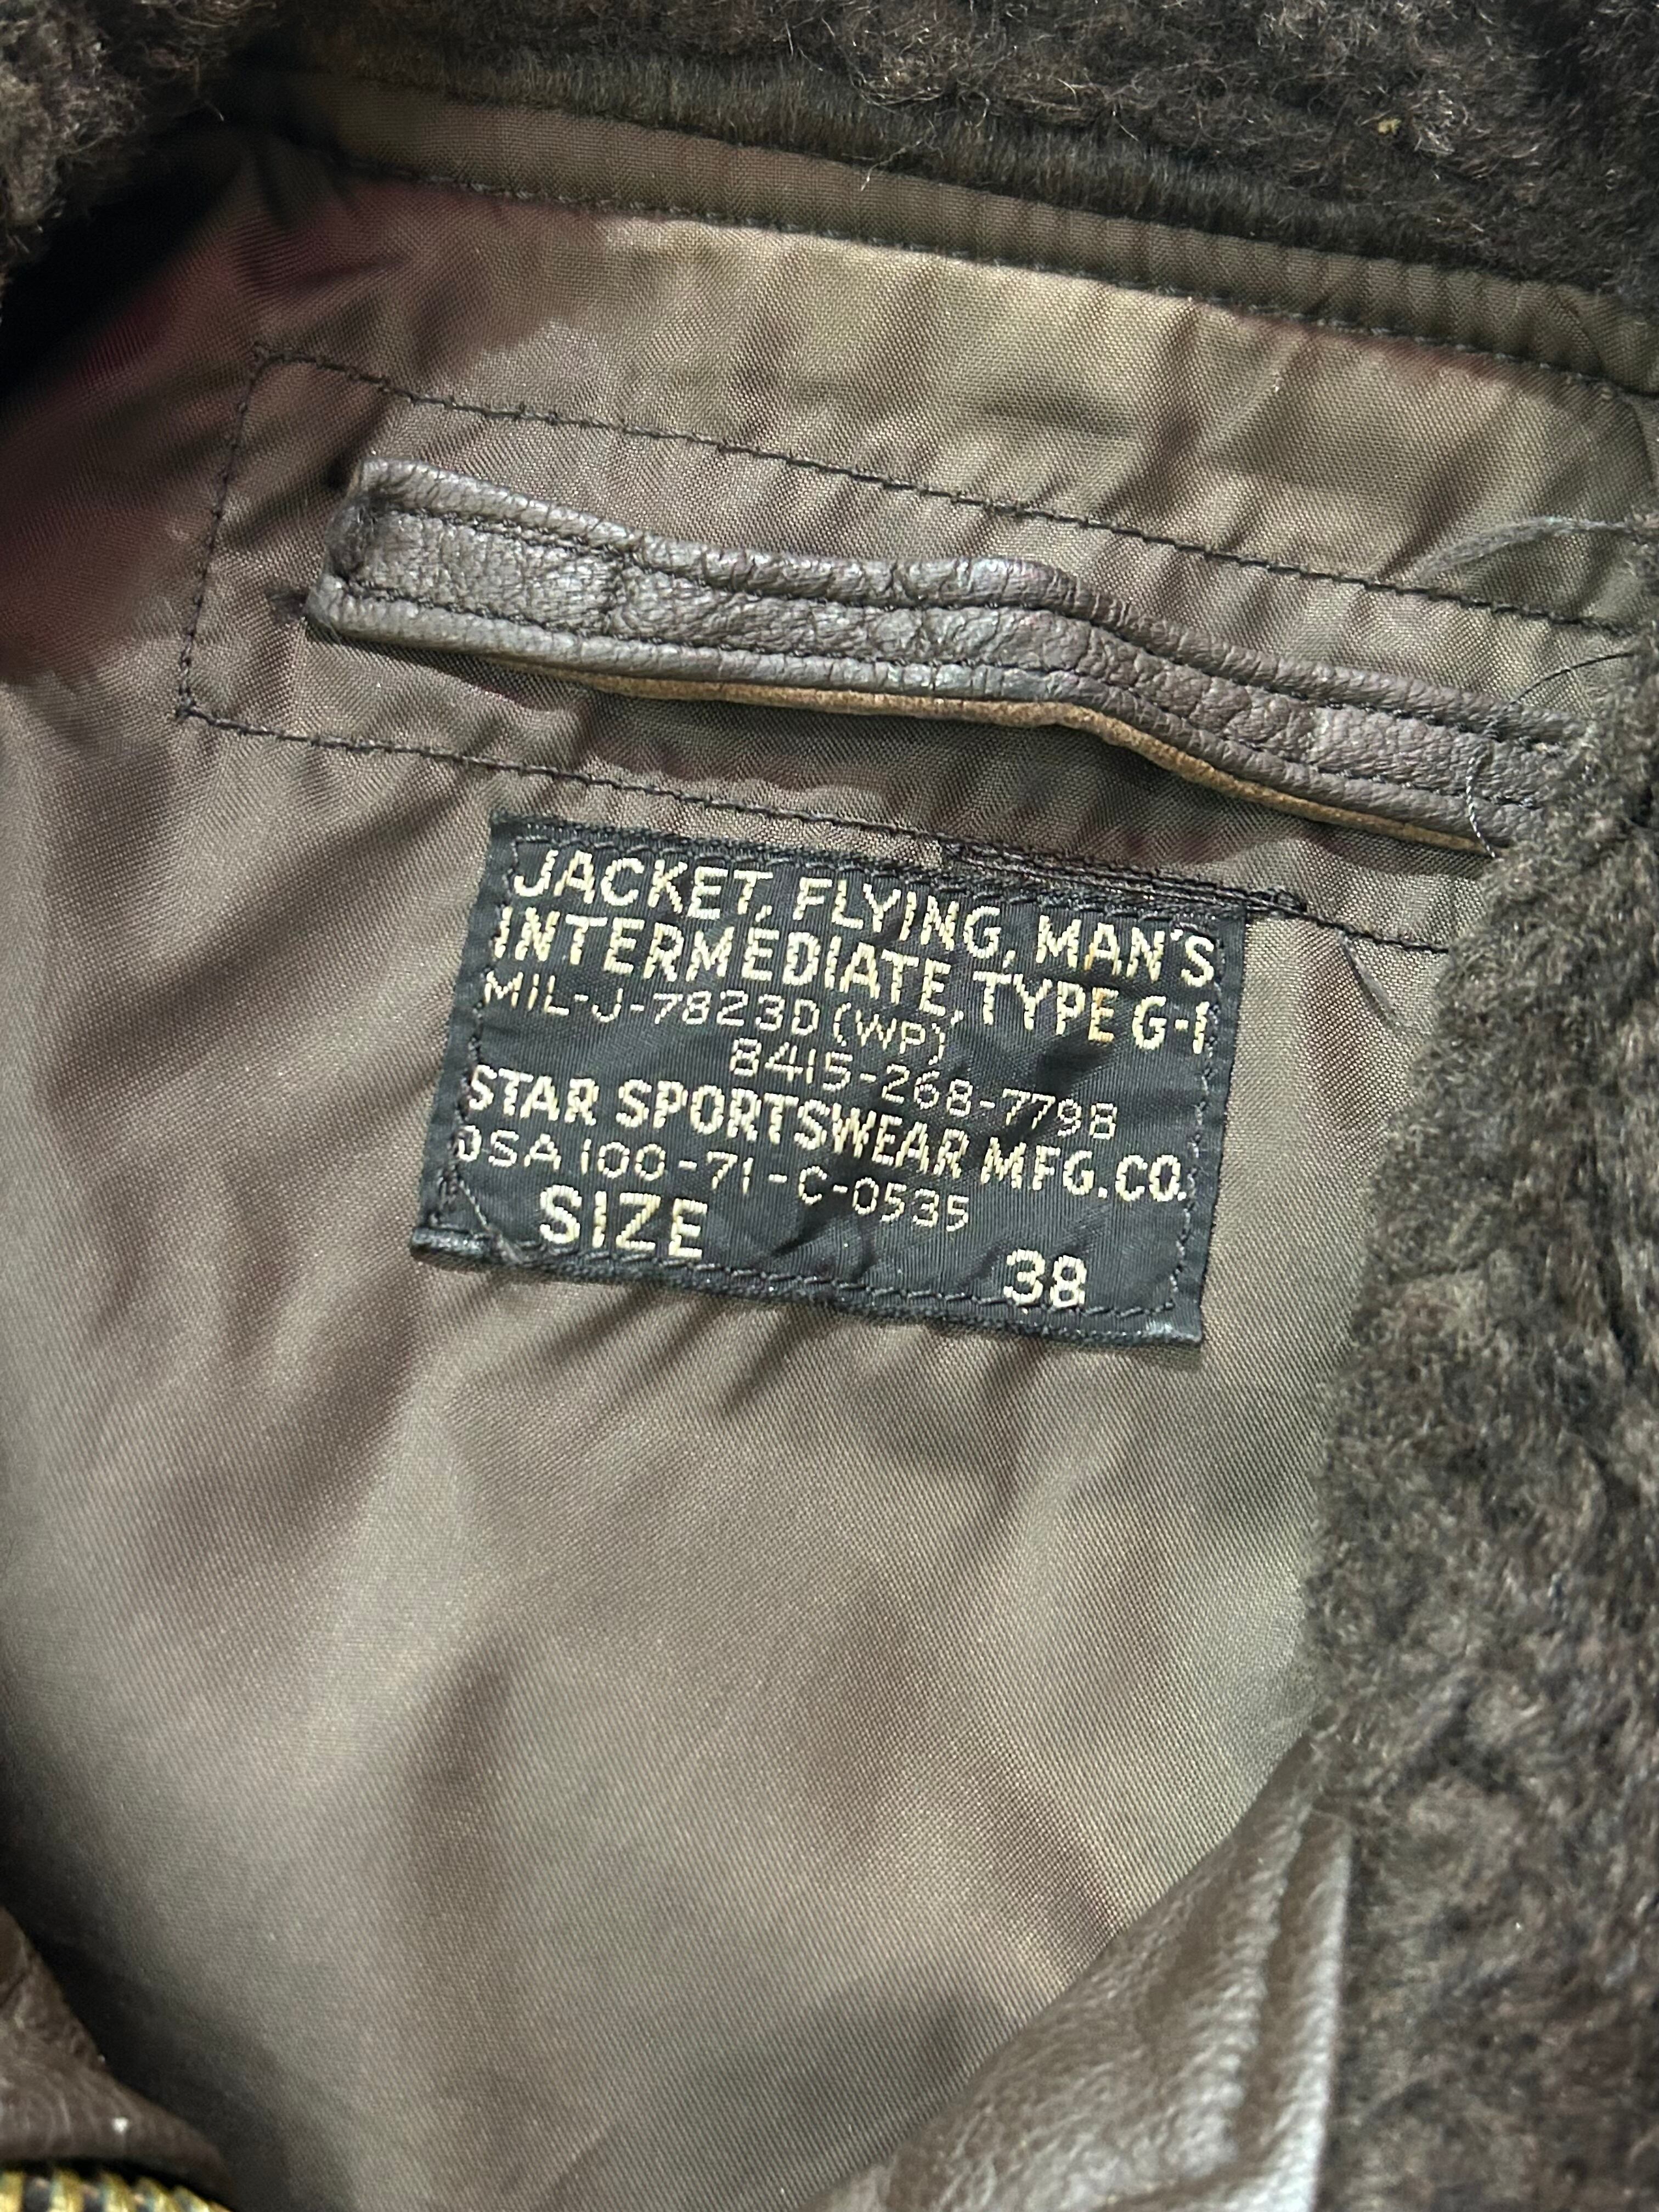 JACKET, FLYING, MAN'S
INTERMEDIATE, TYPE G-1
MIL-J-7823D(WP)
8415-268-7798
STAR SPORTSWEAR MFG.CO.
DSA 100-71-C-0535
SIZE 38